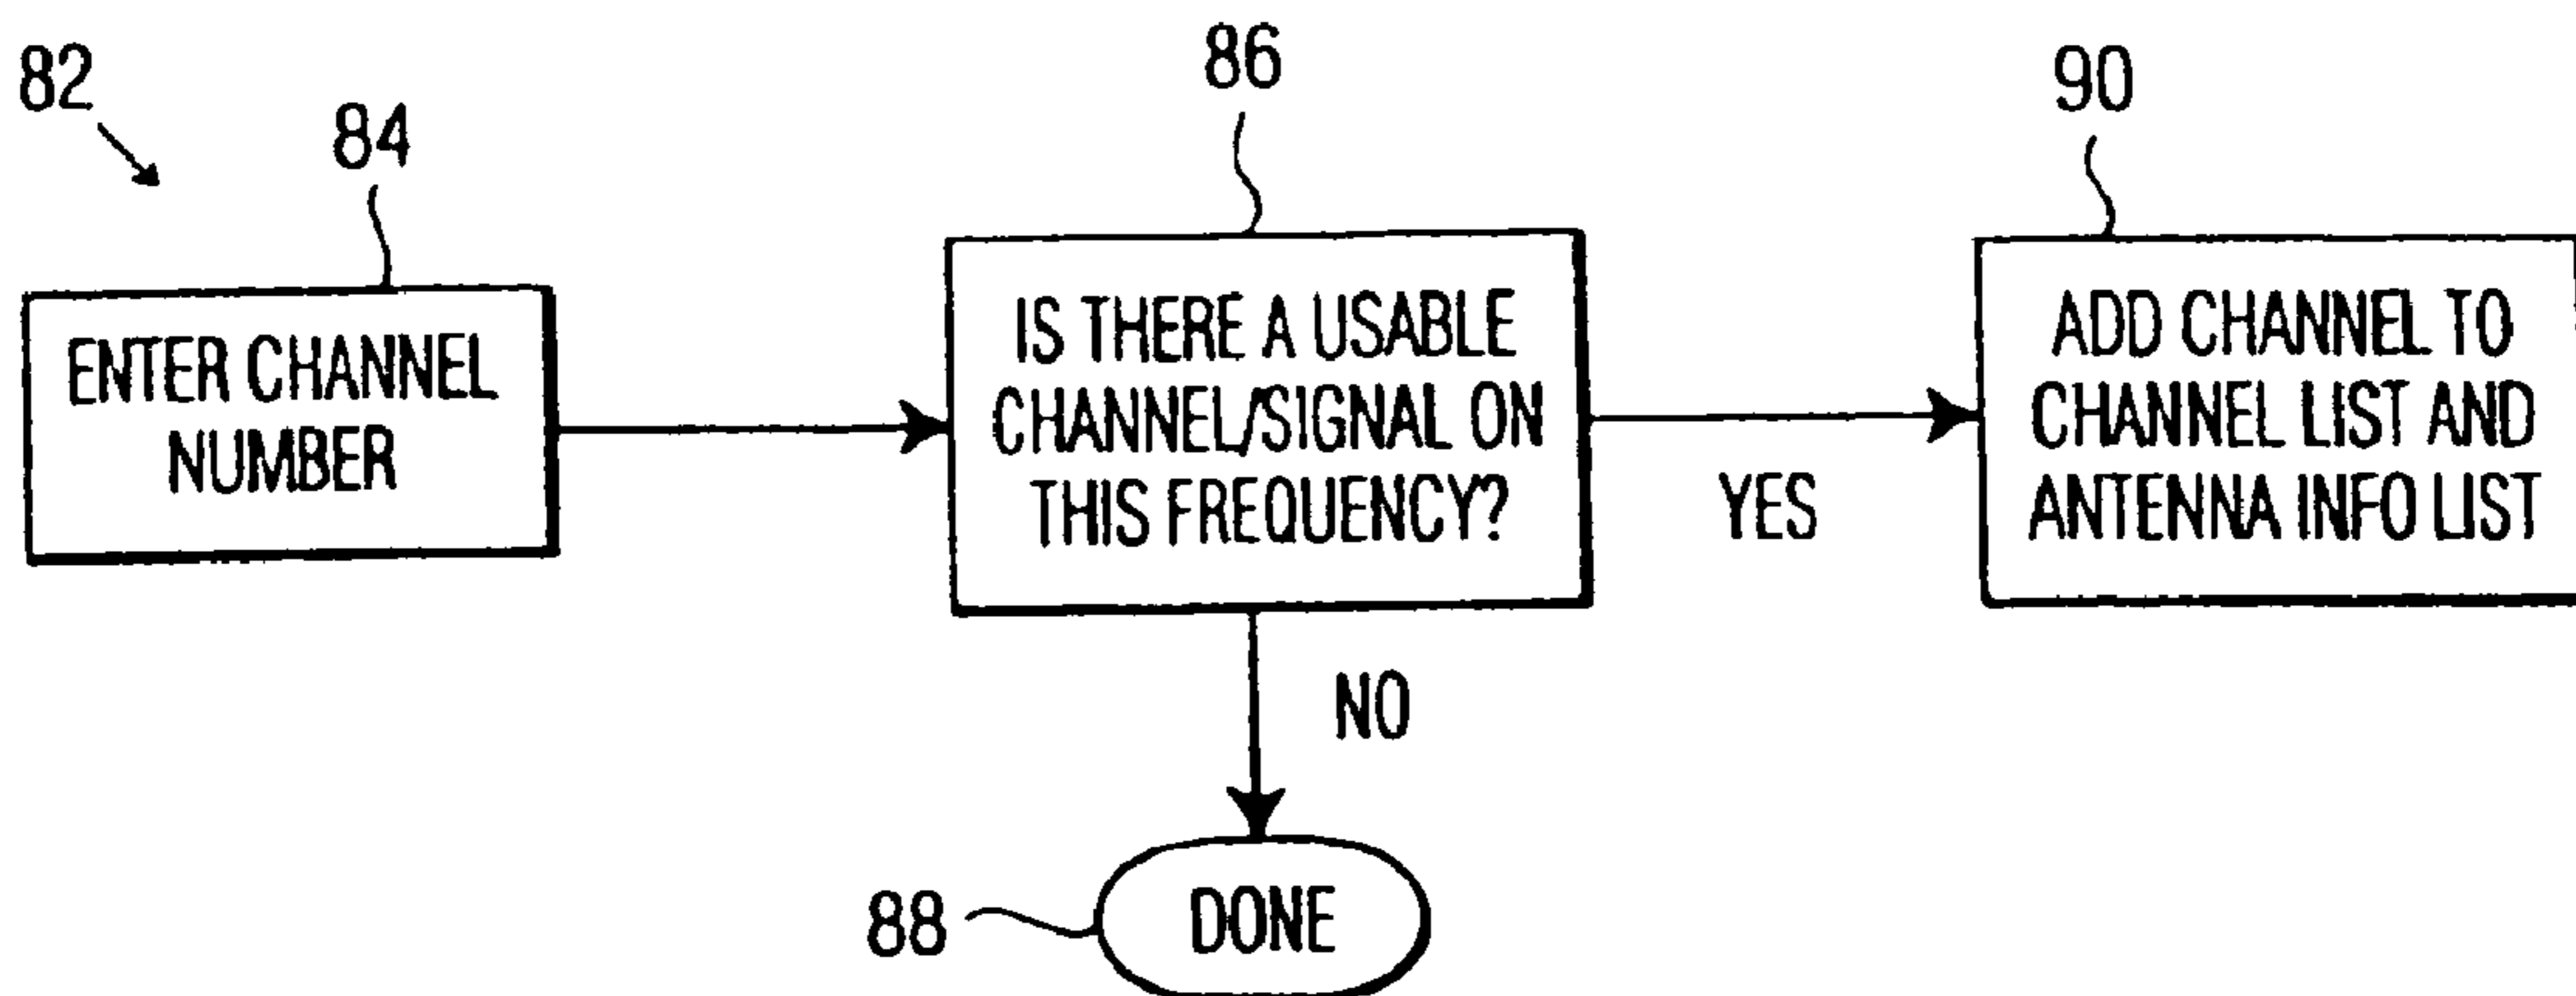 82
84
86
90
ENTER CHANNEL
NUMBER
IS THERE A USABLE
CHANNEL/SIGNAL ON
THIS FREQUENCY?
YES
ADD CHANNEL TO
CHANNEL LIST AND
ANTENNA INFO LIST
NO
88
DONE